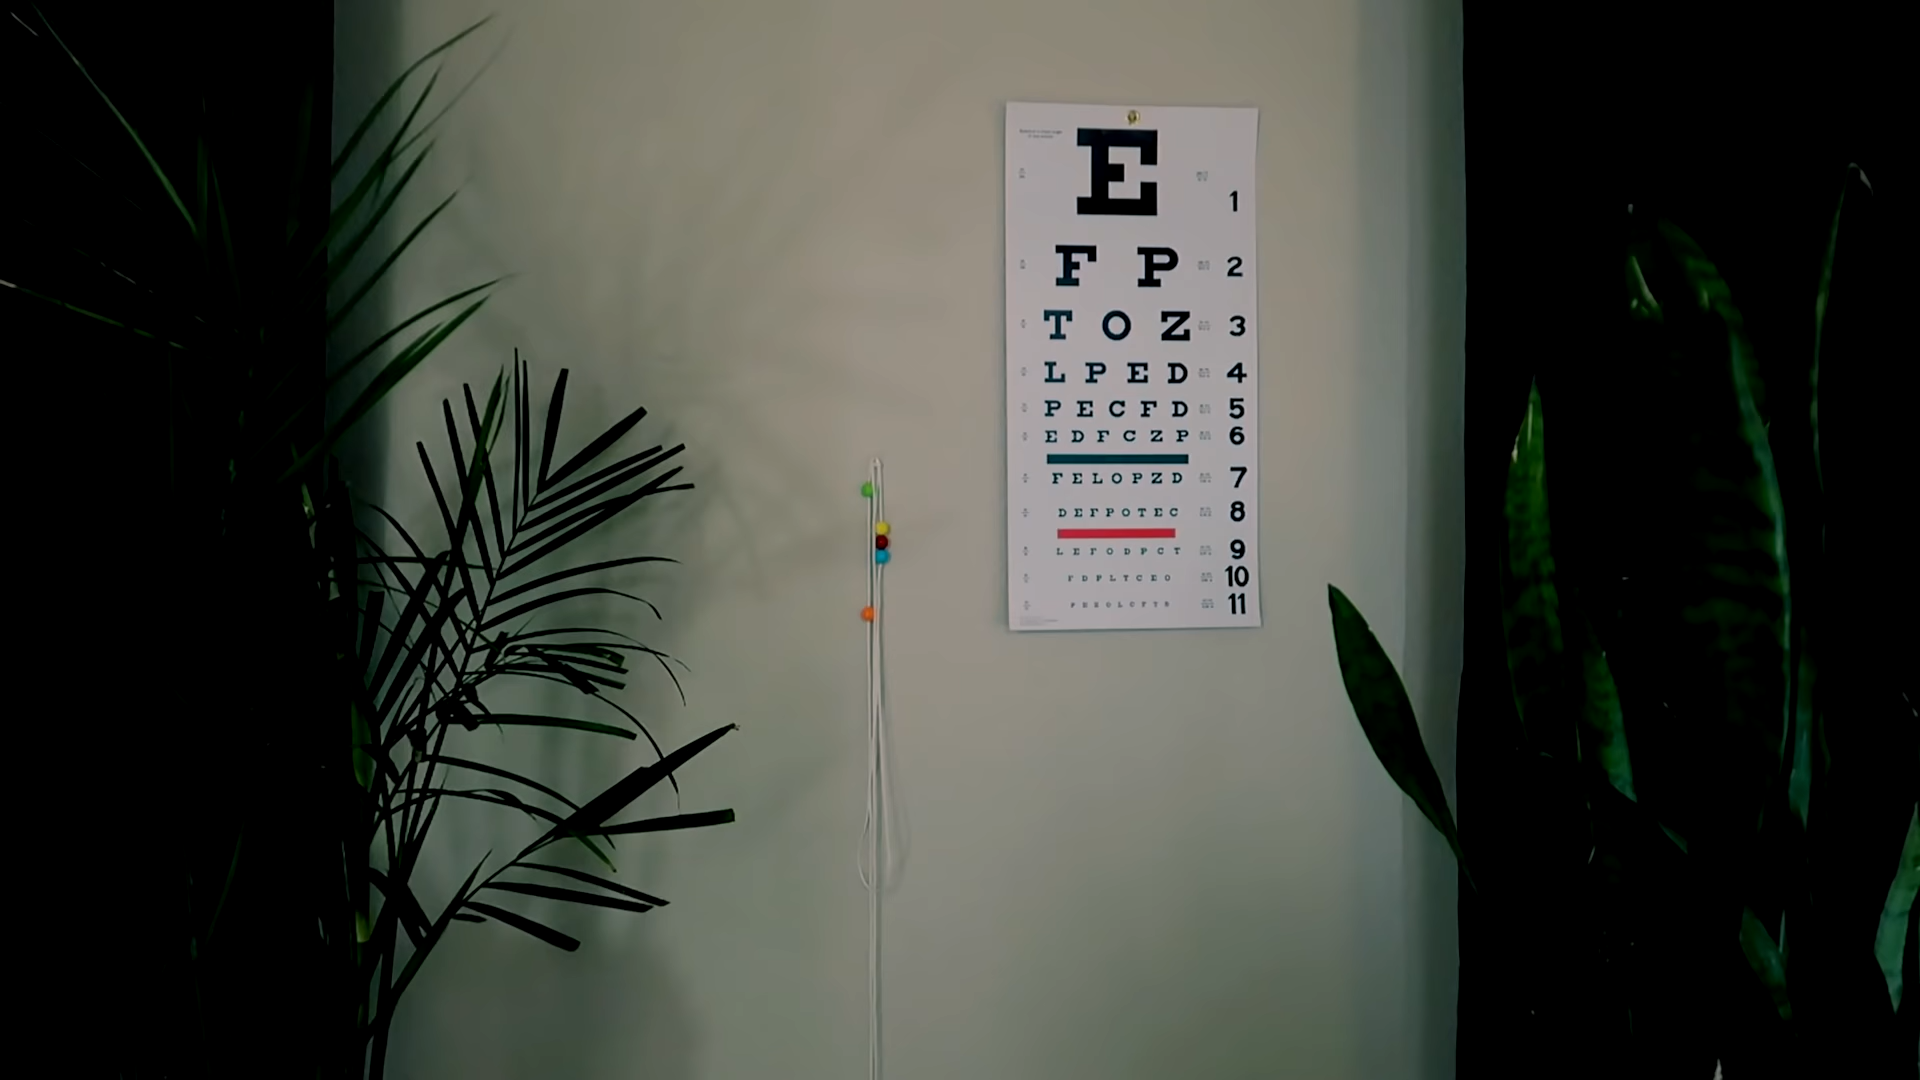 E 1
F P 2
T O Z 3
L P E D 4
P E C F D 5
E D F C Z P 6
F E L O P Z D 7
D E F P O T E C 8
L E F O D P C T 9
F D P L T C E O 10
11